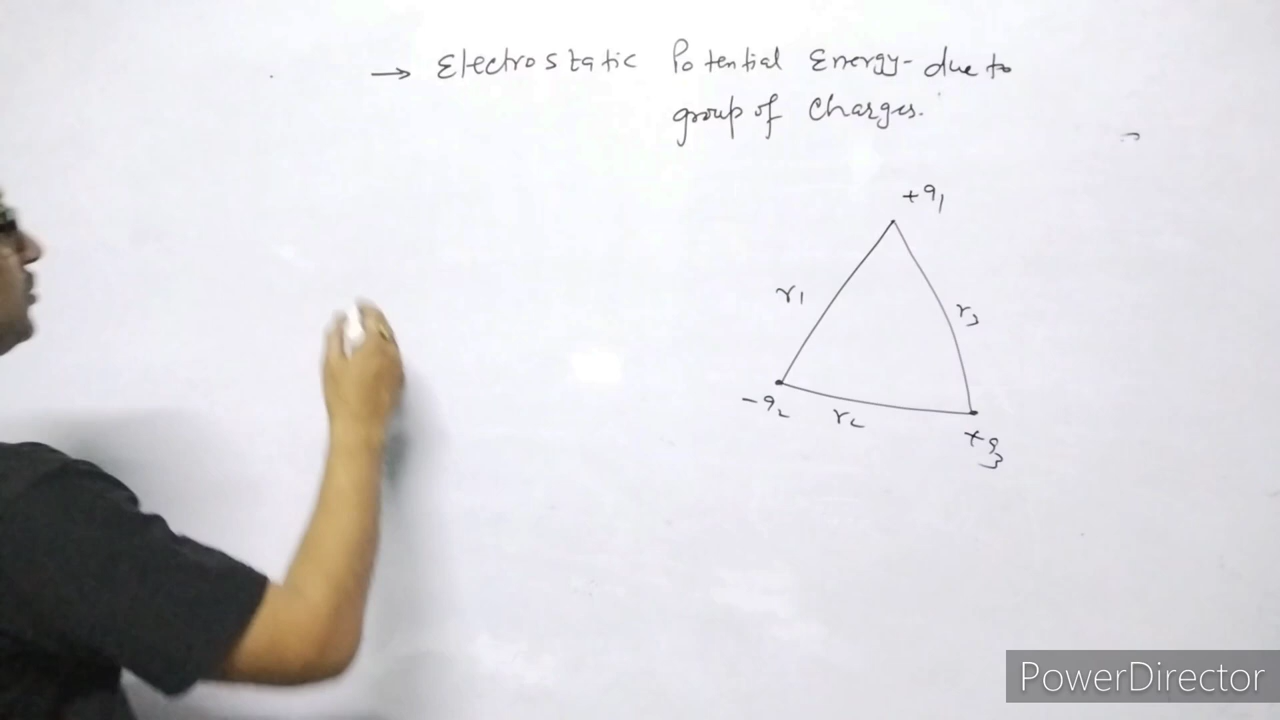 → Electrostatic Potential Energy- due to
group of Charges.
+q1
r1
r3
-q2
r2
+q3
PowerDirector